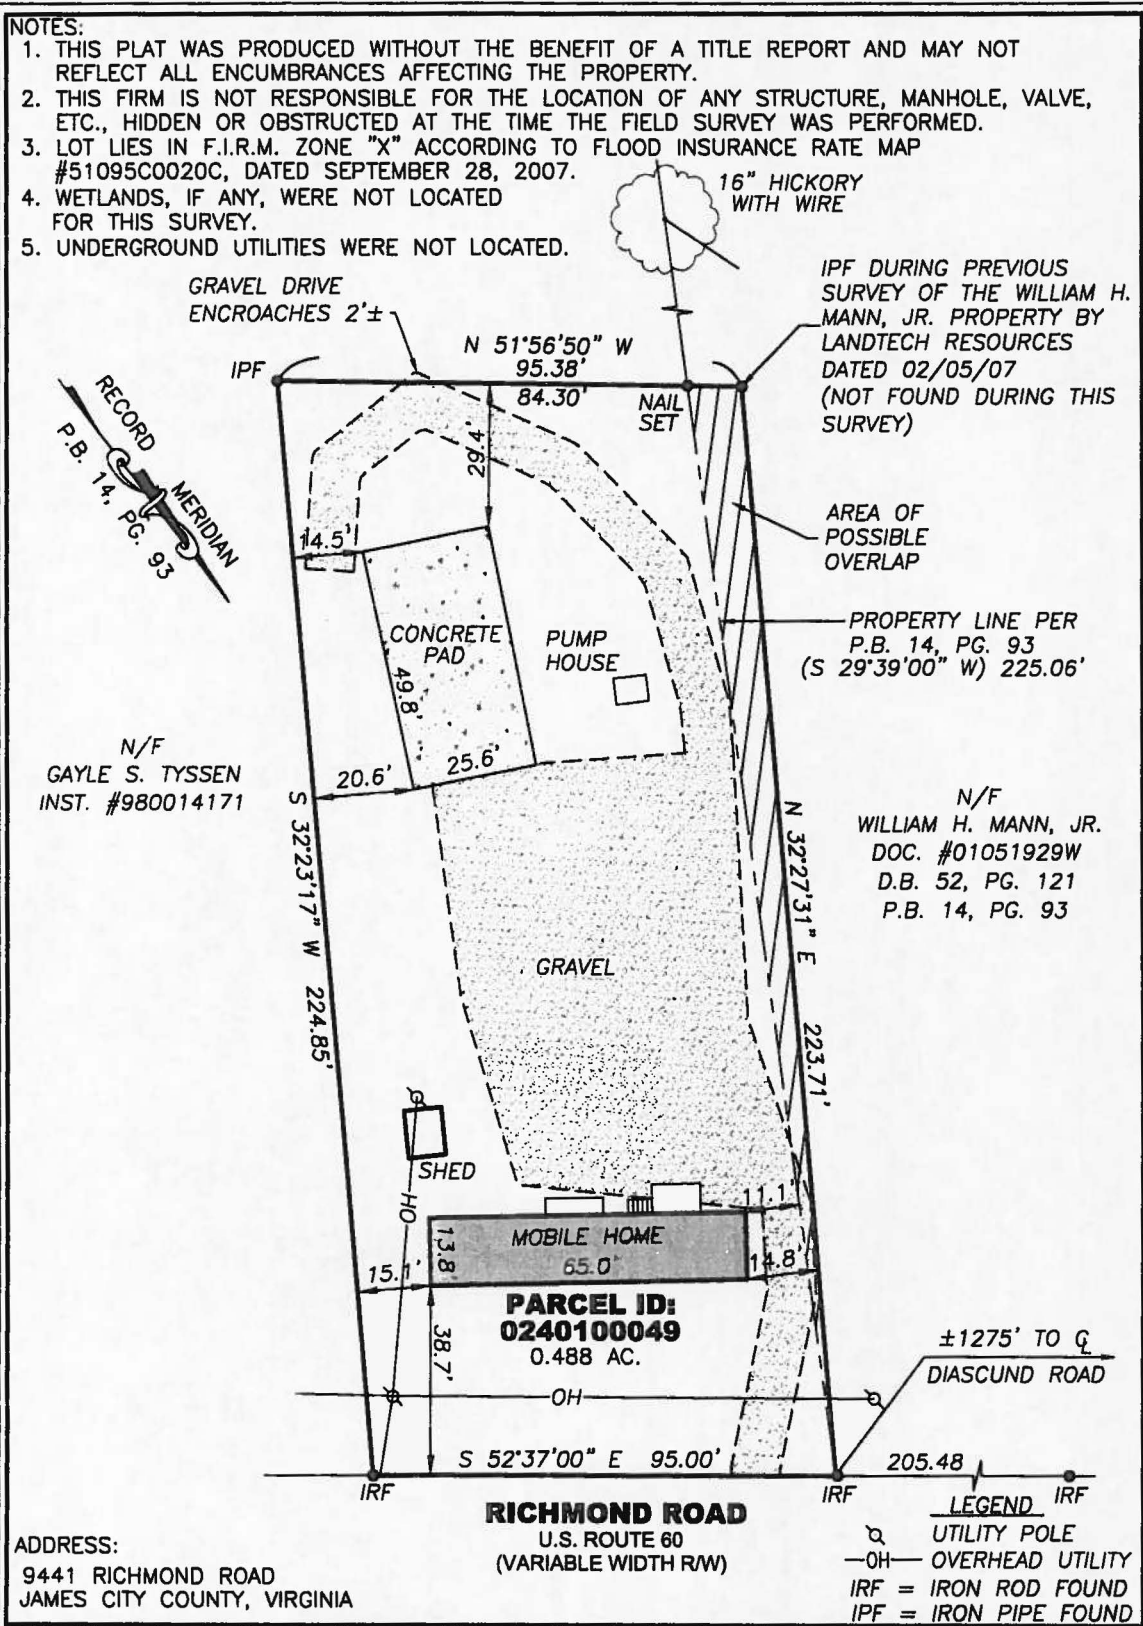 NOTES:
1. THIS PLAT WAS PRODUCED WITHOUT THE BENEFIT OF A TITLE REPORT AND MAY NOT
REFLECT ALL ENCUMBRANCES AFFECTING THE PROPERTY.
2. THIS FIRM IS NOT RESPONSIBLE FOR THE LOCATION OF ANY STRUCTURE, MANHOLE, VALVE,
ETC., HIDDEN OR OBSTRUCTED AT THE TIME THE FIELD SURVEY WAS PERFORMED.
3. LOT LIES IN F.I.R.M. ZONE "X" ACCORDING TO FLOOD INSURANCE RATE MAP
#51095C0020C, DATED SEPTEMBER 28, 2007.
4. WETLANDS, IF ANY, WERE NOT LOCATED
FOR THIS SURVEY.
5. UNDERGROUND UTILITIES WERE NOT LOCATED.
16" HICKORY
WITH WIRE
GRAVEL DRIVE
ENCROACHES 2'±
IPF DURING PREVIOUS
SURVEY OF THE WILLIAM H.
MANN, JR. PROPERTY BY
LANDTECH RESOURCES
DATED 02/05/07
(NOT FOUND DURING THIS
SURVEY)
N 51°56'50" W
95.38'
84.30'
IPF
NAIL
SET
RECORD MERIDIAN
P.B. 14, PG. 93
29.4'
14.5'
AREA OF
POSSIBLE
OVERLAP
CONCRETE
PAD
PUMP
HOUSE
PROPERTY LINE PER
P.B. 14, PG. 93
(S 29°39'00" W) 225.06'
49.8'
25.6'
20.6'
N/F
GAYLE S. TYSSEN
INST. #980014171
S 32°23'17" W 224.85'
N 32°27'31" E 223.71'
N/F
WILLIAM H. MANN, JR.
DOC. #01051929W
D.B. 52, PG. 121
P.B. 14, PG. 93
GRAVEL
SHED
OH
11.1'
MOBILE HOME
65.0'
13.8'
14.8'
15.1'
38.7'
PARCEL ID:
0240100049
0.488 AC.
±1275' TO ℄
DIASCUND ROAD
OH
S 52°37'00" E 95.00'
205.48
IRF
IRF
IRF
RICHMOND ROAD
U.S. ROUTE 60
(VARIABLE WIDTH R/W)
LEGEND
UTILITY POLE
OH OVERHEAD UTILITY
IRF = IRON ROD FOUND
IPF = IRON PIPE FOUND
ADDRESS:
9441 RICHMOND ROAD
JAMES CITY COUNTY, VIRGINIA